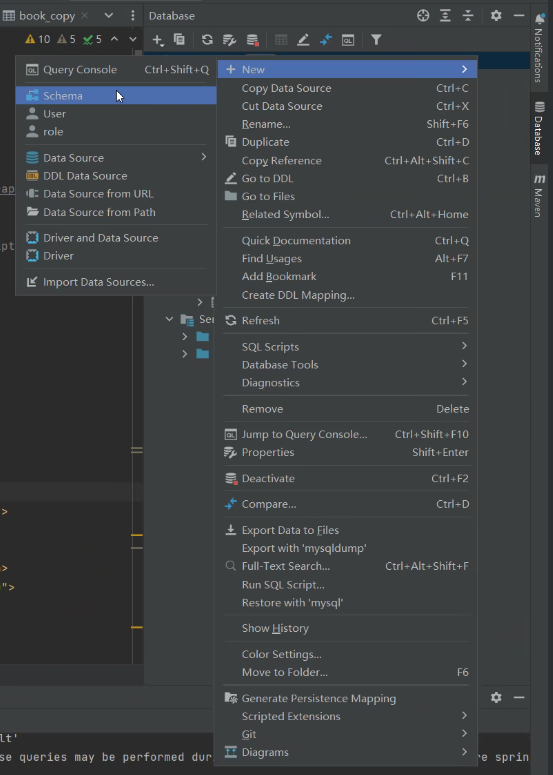 book_copy
Database
10 5 5
Query Console Ctrl+Shift+Q
Schema
User
role
Data Source
DDL Data Source
Data Source from URL
Data Source from Path
Driver and Data Source
Driver
Import Data Sources...
New
Copy Data Source Ctrl+C
Cut Data Source Ctrl+X
Rename... Shift+F6
Duplicate Ctrl+D
Copy Reference Ctrl+Alt+Shift+C
Go to DDL Ctrl+B
Go to Files
Related Symbol... Ctrl+Alt+Home
Quick Documentation Ctrl+Q
Find Usages Alt+F7
Add Bookmark F11
Create DDL Mapping...
Refresh Ctrl+F5
SQL Scripts
Database Tools
Diagnostics
Remove Delete
Jump to Query Console... Ctrl+Shift+F10
Properties Shift+Enter
Deactivate Ctrl+F2
Compare... Ctrl+D
Export Data to Files
Export with 'mysqldump'
Full-Text Search... Ctrl+Alt+Shift+F
Run SQL Script...
Restore with 'mysql'
Show History
Color Settings...
Move to Folder... F6
Generate Persistence Mapping
Scripted Extensions
Git
Diagrams
Notifications
Database
m Maven
ap
ipt
Ser
>
>
">
lt'
se queries may be performed dur
re sprin